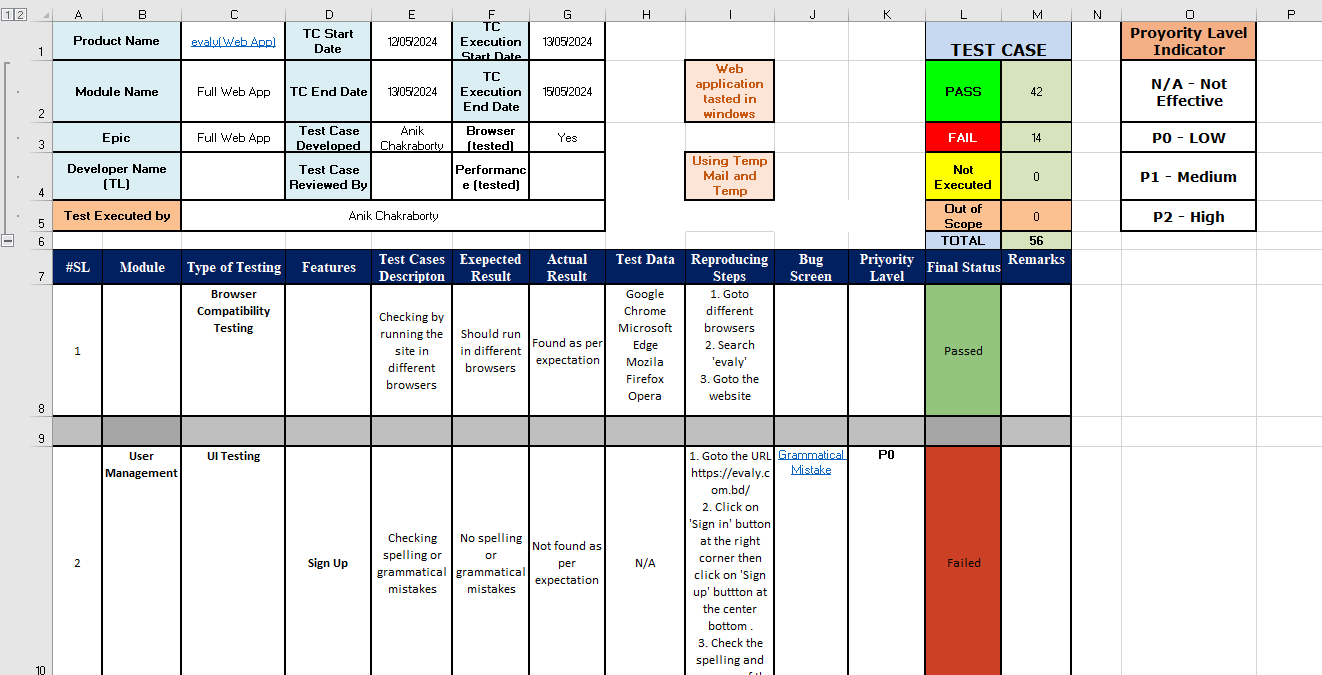 A B C D E F G H I J K L M N O P
1 2
1
Product Name
evaly(Web App)
TC Start
Date
12/05/2024
TC
Execution
Start Date
13/05/2024
TEST CASE
Proyority Lavel
Indicator
2
Module Name
Full Web App
TC End Date
13/05/2024
TC
Execution
End Date
15/05/2024
Web
application
tasted in
windows
PASS
42
N/A - Not
Effective
3
Epic
Full Web App
Test Case
Developed
Anik
Chakraborty
Browser
(tested)
Yes
FAIL
14
P0 - LOW
4
Developer Name
(TL)
Test Case
Reviewed By
Performanc
e (tested)
Using Temp
Mail and
Temp
Not
Executed
0
P1 - Medium
5
Test Executed by
Anik Chakraborty
Out of
Scope
0
P2 - High
6
TOTAL
56
7
#SL
Module
Type of Testing
Features
Test Cases
Descripton
Exepected
Result
Actual
Result
Test Data
Reproducing
Steps
Bug
Screen
Priyority
Level
Final Status
Remarks
8
1
Browser
Compatibility
Testing
Checking by
running the
site in
different
browsers
Should run
in different
browsers
Found as per
expectation
Google
Chrome
Microsoft
Edge
Mozila
Firefox
Opera
1. Goto
different
browsers
2. Search
'evaly'
3. Goto the
website
Passed
9
10
2
User
Management
UI Testing
Sign Up
Checking
spelling or
grammatical
mistakes
No spelling
or
grammatical
mistakes
Not found as
per
expectation
N/A
1. Goto the URL
https://evaly.c
om.bd/
2. Click on
'Sign in' button
at the right
corner then
click on 'Sign
up' buttton at
the center
bottom .
3. Check the
spelling and
Grammatical
Mistake
P0
Failed